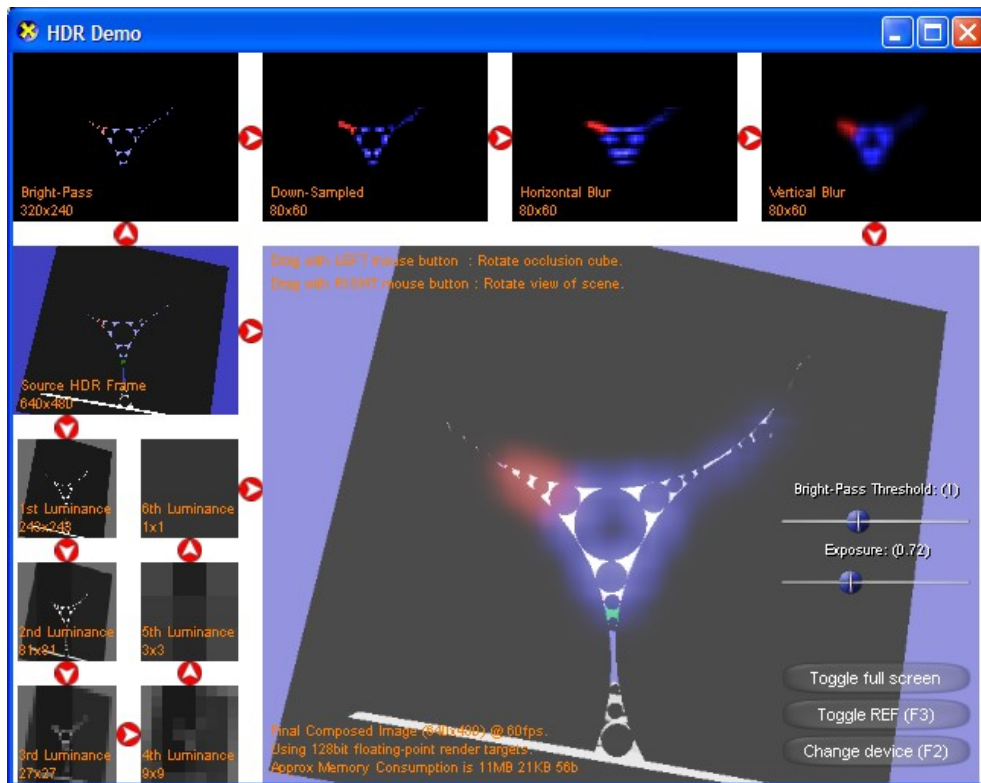 HDR Demo
Bright-Pass
320x240
Down-Sampled
80x60
Horizontal Blur
80x60
Vertical Blur
80x60
Source HDR Frame
640x480
Drag with LEFT mouse button : Rotate occlusion cube.
Drag with RIGHT mouse button : Rotate view of scene.
1st Luminance
243x243
6th Luminance
1x1
2nd Luminance
81x81
5th Luminance
3x3
3rd Luminance
27x27
4th Luminance
9x9
Bright-Pass Threshold: (1)
Exposure: (0.72)
Toggle full screen
Toggle REF (F3)
Change device (F2)
Final Composed Image (640x480) @ 60fps.
Using 128bit floating-point render targets.
Approx Memory Consumption is 11MB 21KB 56b